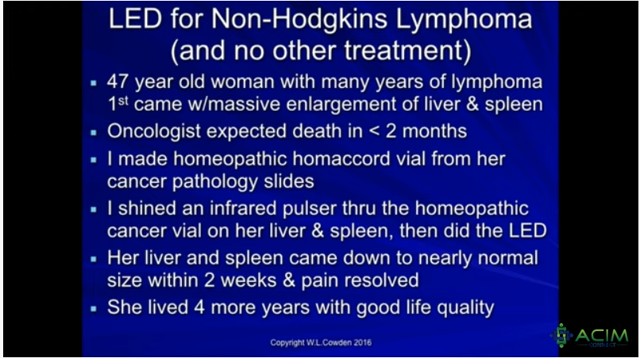 LED for Non-Hodgkins Lymphoma
(and no other treatment)
▪ 47 year old woman with many years of lymphoma
1st came w/massive enlargement of liver & spleen
▪ Oncologist expected death in < 2 months
▪ I made homeopathic homaccord vial from her
cancer pathology slides
▪ I shined an infrared pulser thru the homeopathic
cancer vial on her liver & spleen, then did the LED
▪ Her liver and spleen came down to nearly normal
size within 2 weeks & pain resolved
▪ She lived 4 more years with good life quality
Copyright W.L.Cowden 2016
ACIM